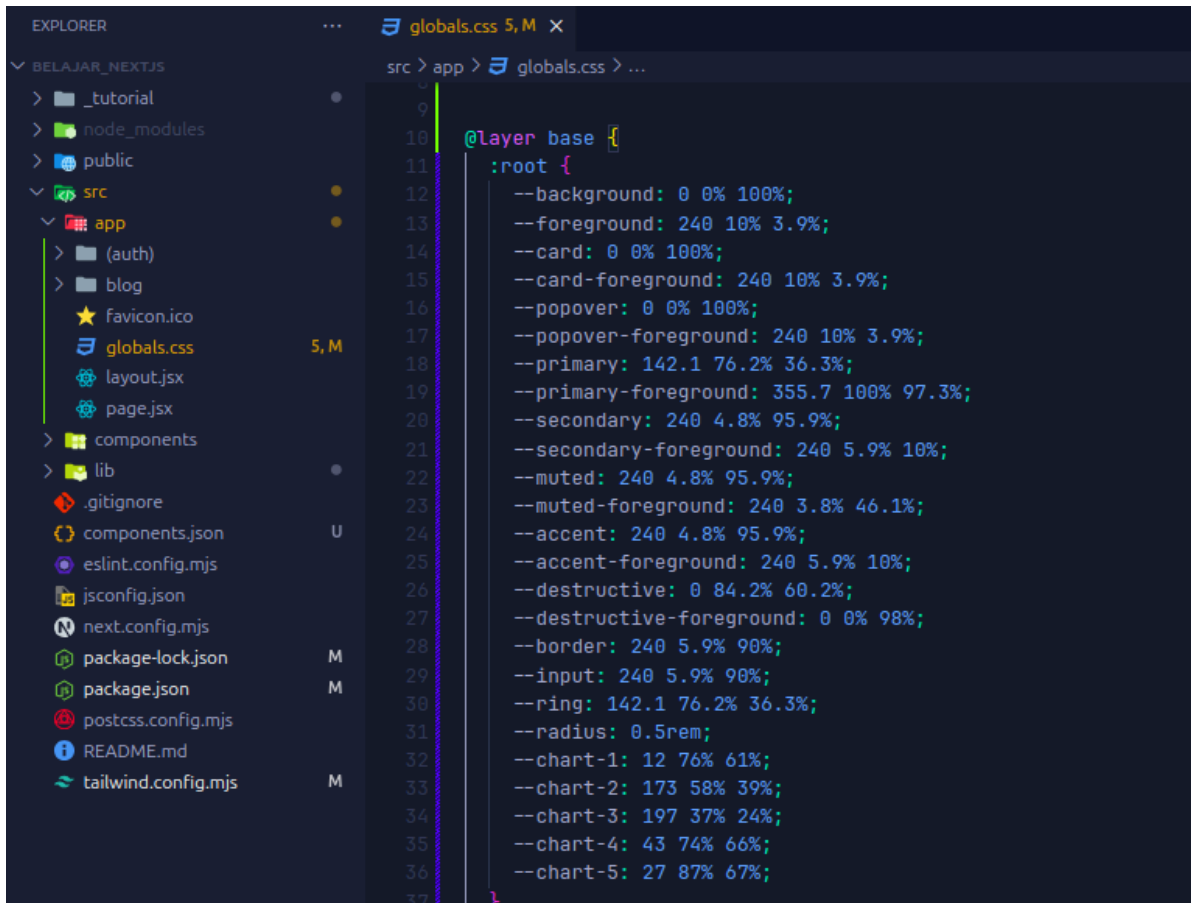 EXPLORER
BELAJAR_NEXTJS
_tutorial
node_modules
public
src
app
(auth)
blog
favicon.ico
globals.css 5, M
layout.jsx
page.jsx
components
lib
.gitignore
components.json U
eslint.config.mjs
jsconfig.json
next.config.mjs
package-lock.json M
package.json M
postcss.config.mjs
README.md
tailwind.config.mjs M
globals.css 5, M
src > app > globals.css > ...
9
10 @layer base {
11 :root {
12 --background: 0 0% 100%;
13 --foreground: 240 10% 3.9%;
14 --card: 0 0% 100%;
15 --card-foreground: 240 10% 3.9%;
16 --popover: 0 0% 100%;
17 --popover-foreground: 240 10% 3.9%;
18 --primary: 142.1 76.2% 36.3%;
19 --primary-foreground: 355.7 100% 97.3%;
20 --secondary: 240 4.8% 95.9%;
21 --secondary-foreground: 240 5.9% 10%;
22 --muted: 240 4.8% 95.9%;
23 --muted-foreground: 240 3.8% 46.1%;
24 --accent: 240 4.8% 95.9%;
25 --accent-foreground: 240 5.9% 10%;
26 --destructive: 0 84.2% 60.2%;
27 --destructive-foreground: 0 0% 98%;
28 --border: 240 5.9% 90%;
29 --input: 240 5.9% 90%;
30 --ring: 142.1 76.2% 36.3%;
31 --radius: 0.5rem;
32 --chart-1: 12 76% 61%;
33 --chart-2: 173 58% 39%;
34 --chart-3: 197 37% 24%;
35 --chart-4: 43 74% 66%;
36 --chart-5: 27 87% 67%;
37 }